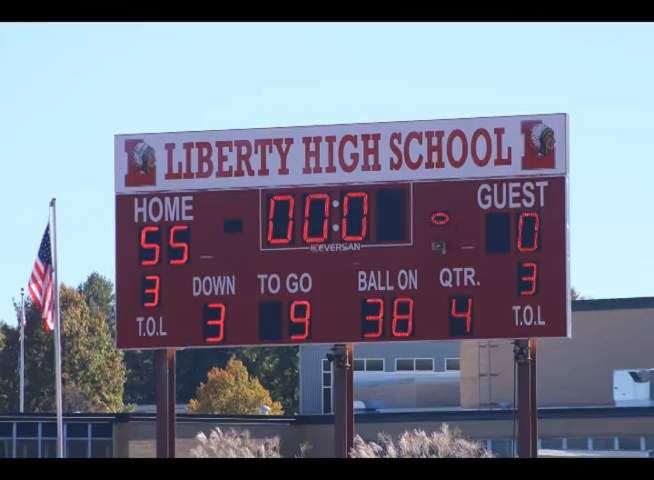 LIBERTY HIGH SCHOOL
HOME 00:0 GUEST
55 0
EVERSAN
3 DOWN TO GO BALL ON QTR. 3
T.O.L 3 9 38 4 T.O.L